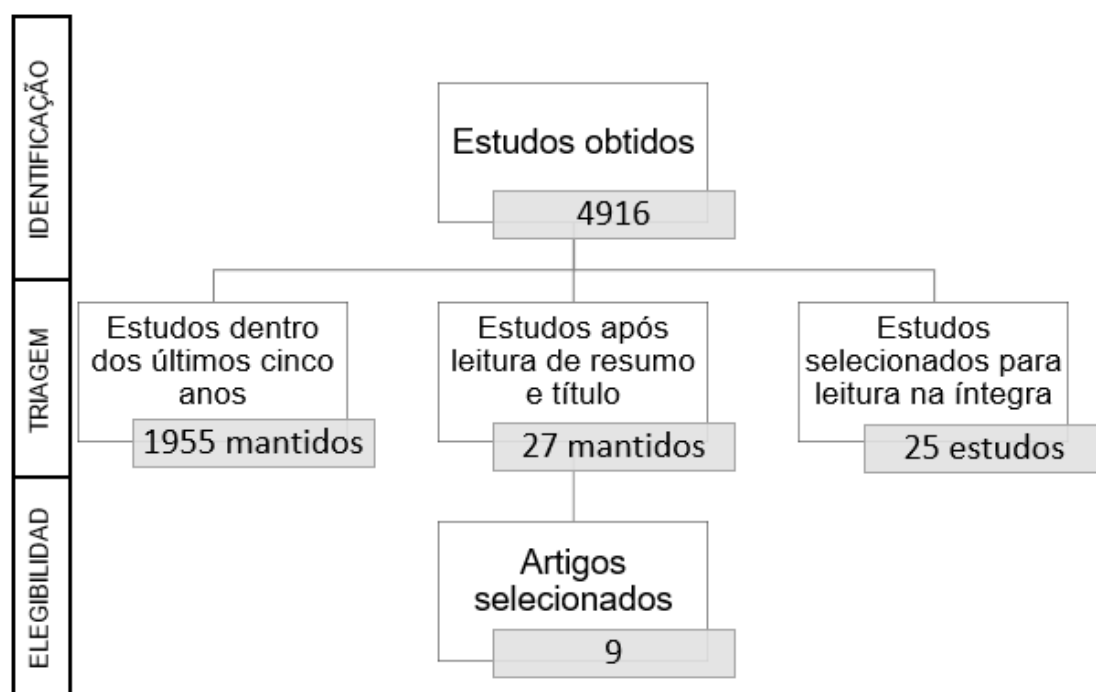 IDENTIFICAÇÃO
Estudos obtidos
4916
TRIAGEM
Estudos dentro
dos últimos cinco
anos
1955 mantidos
Estudos após
leitura de resumo
e título
27 mantidos
Estudos
selecionados para
leitura na íntegra
25 estudos
ELEGIBILIDAD
Artigos
selecionados
9